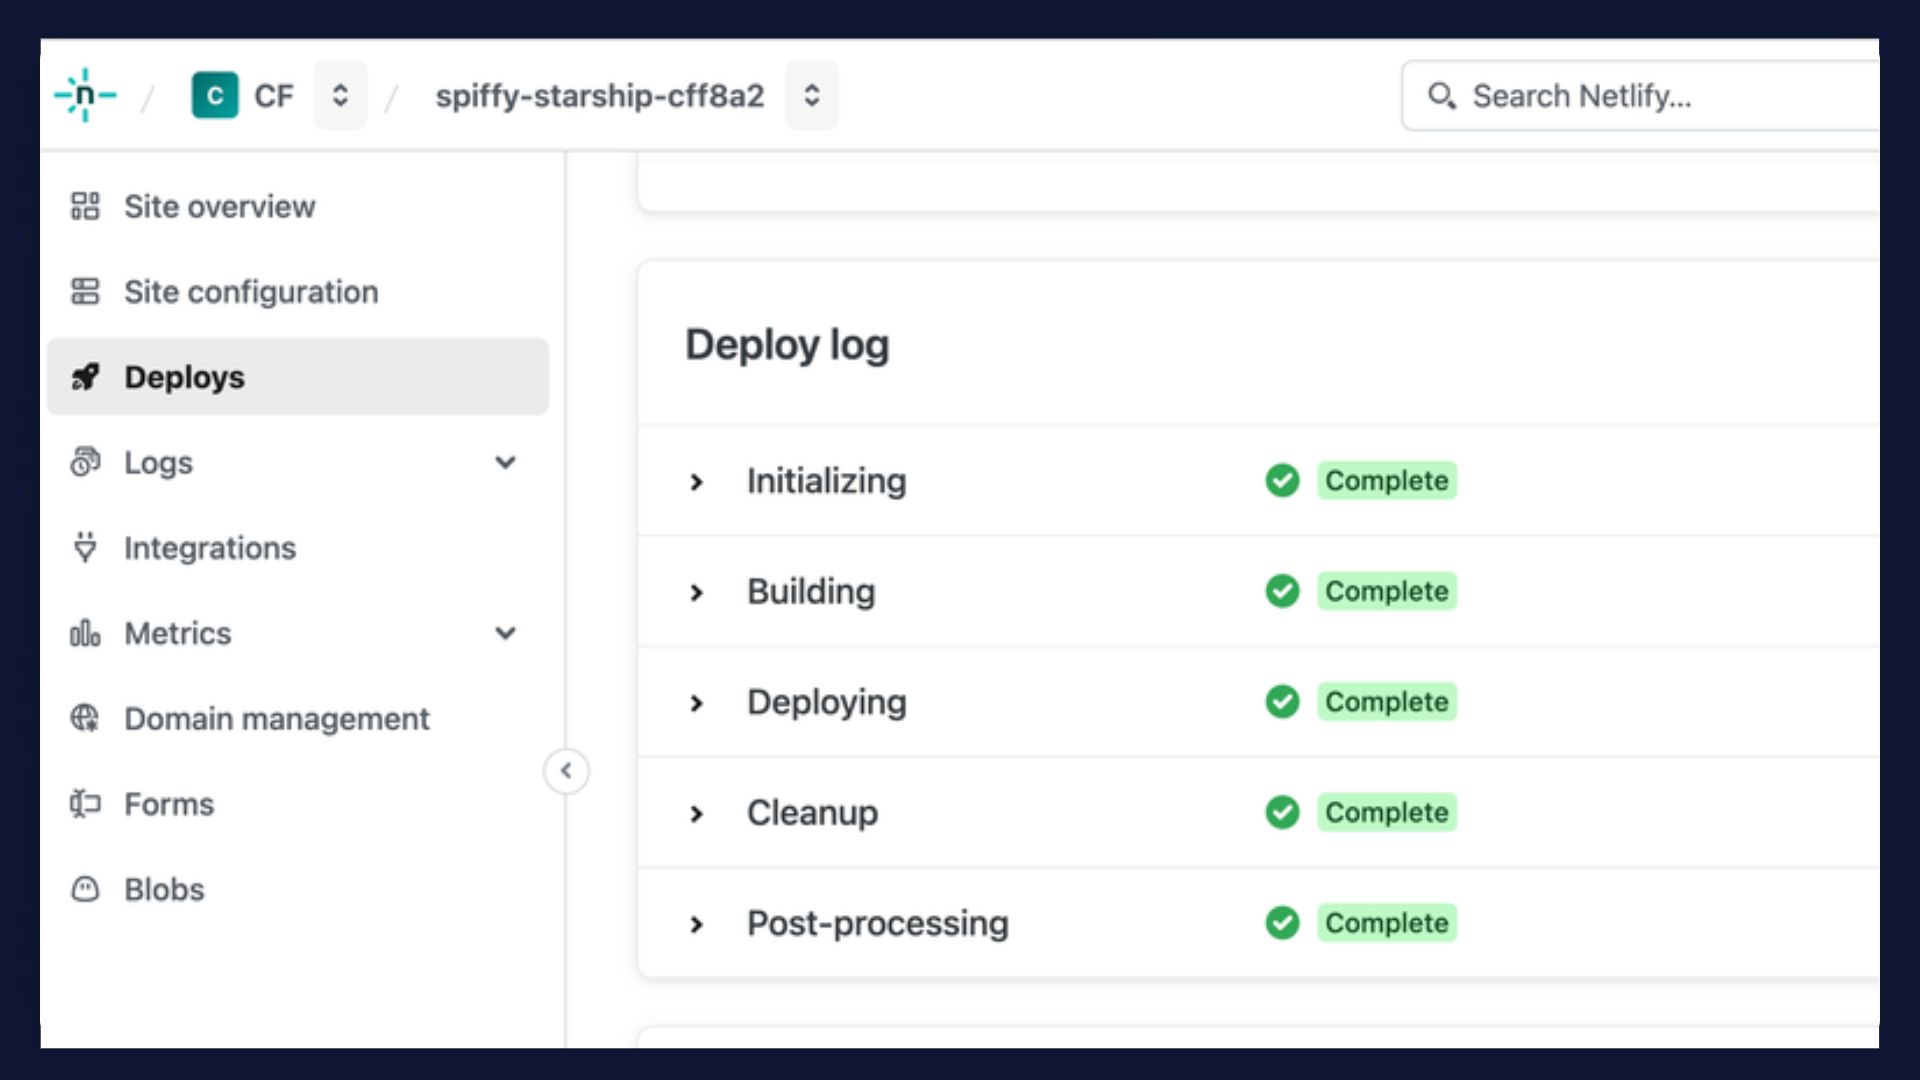 n / C CF / spiffy-starship-cff8a2 Search Netlify...
Site overview
Site configuration
Deploys
Logs
Integrations
Metrics
Domain management
Forms
Blobs
Deploy log
Initializing Complete
Building Complete
Deploying Complete
Cleanup Complete
Post-processing Complete